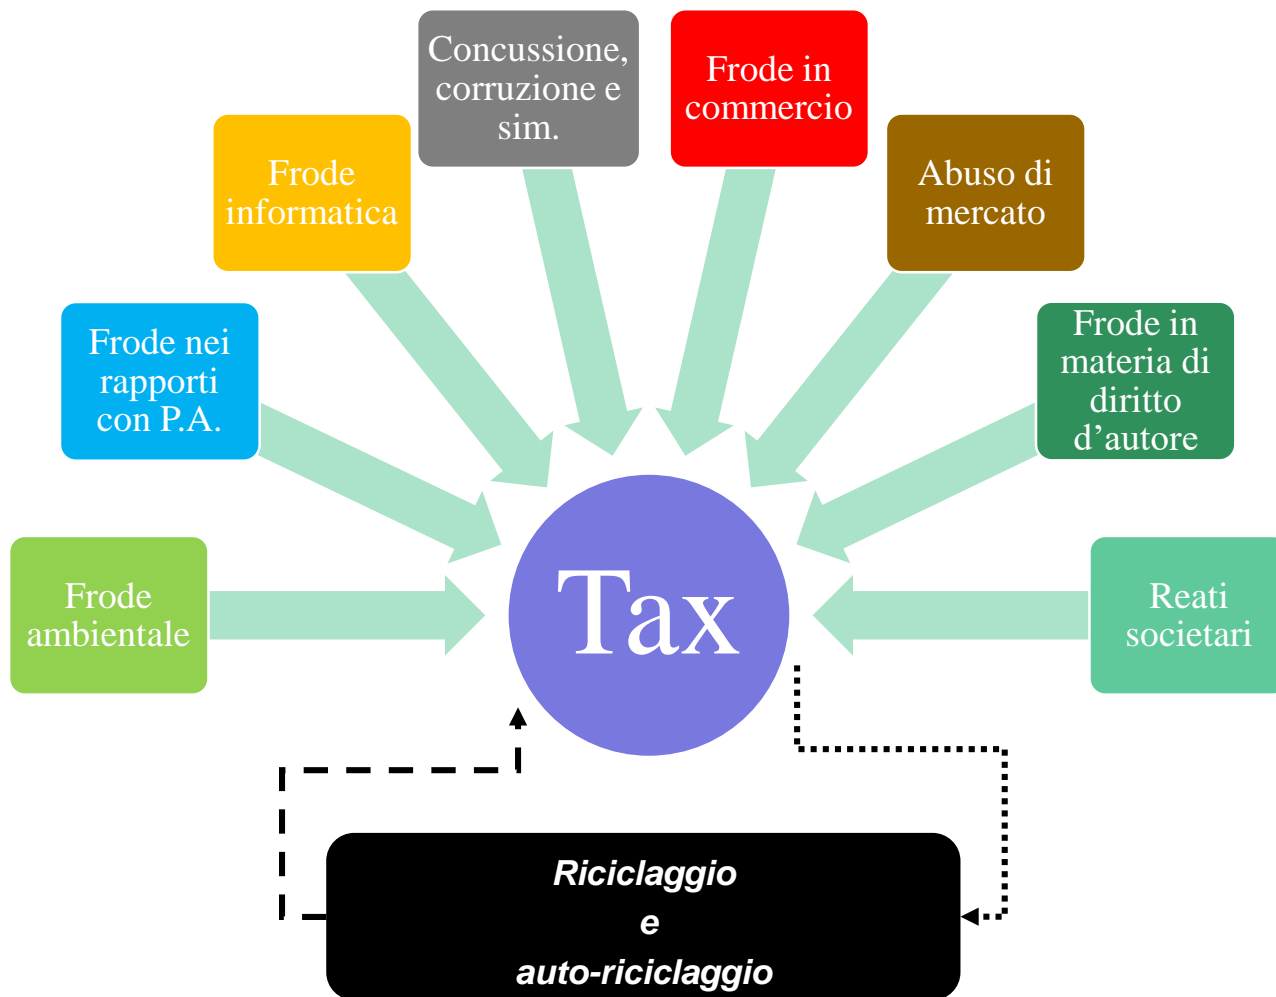 Concussione,
corruzione e
sim.
Frode in
commercio
Frode
informatica
Abuso di
mercato
Frode nei
rapporti
con P.A.
Frode in
materia di
diritto
d’autore
Frode
ambientale
Tax
Reati
societari
Riciclaggio
e
auto-riciclaggio